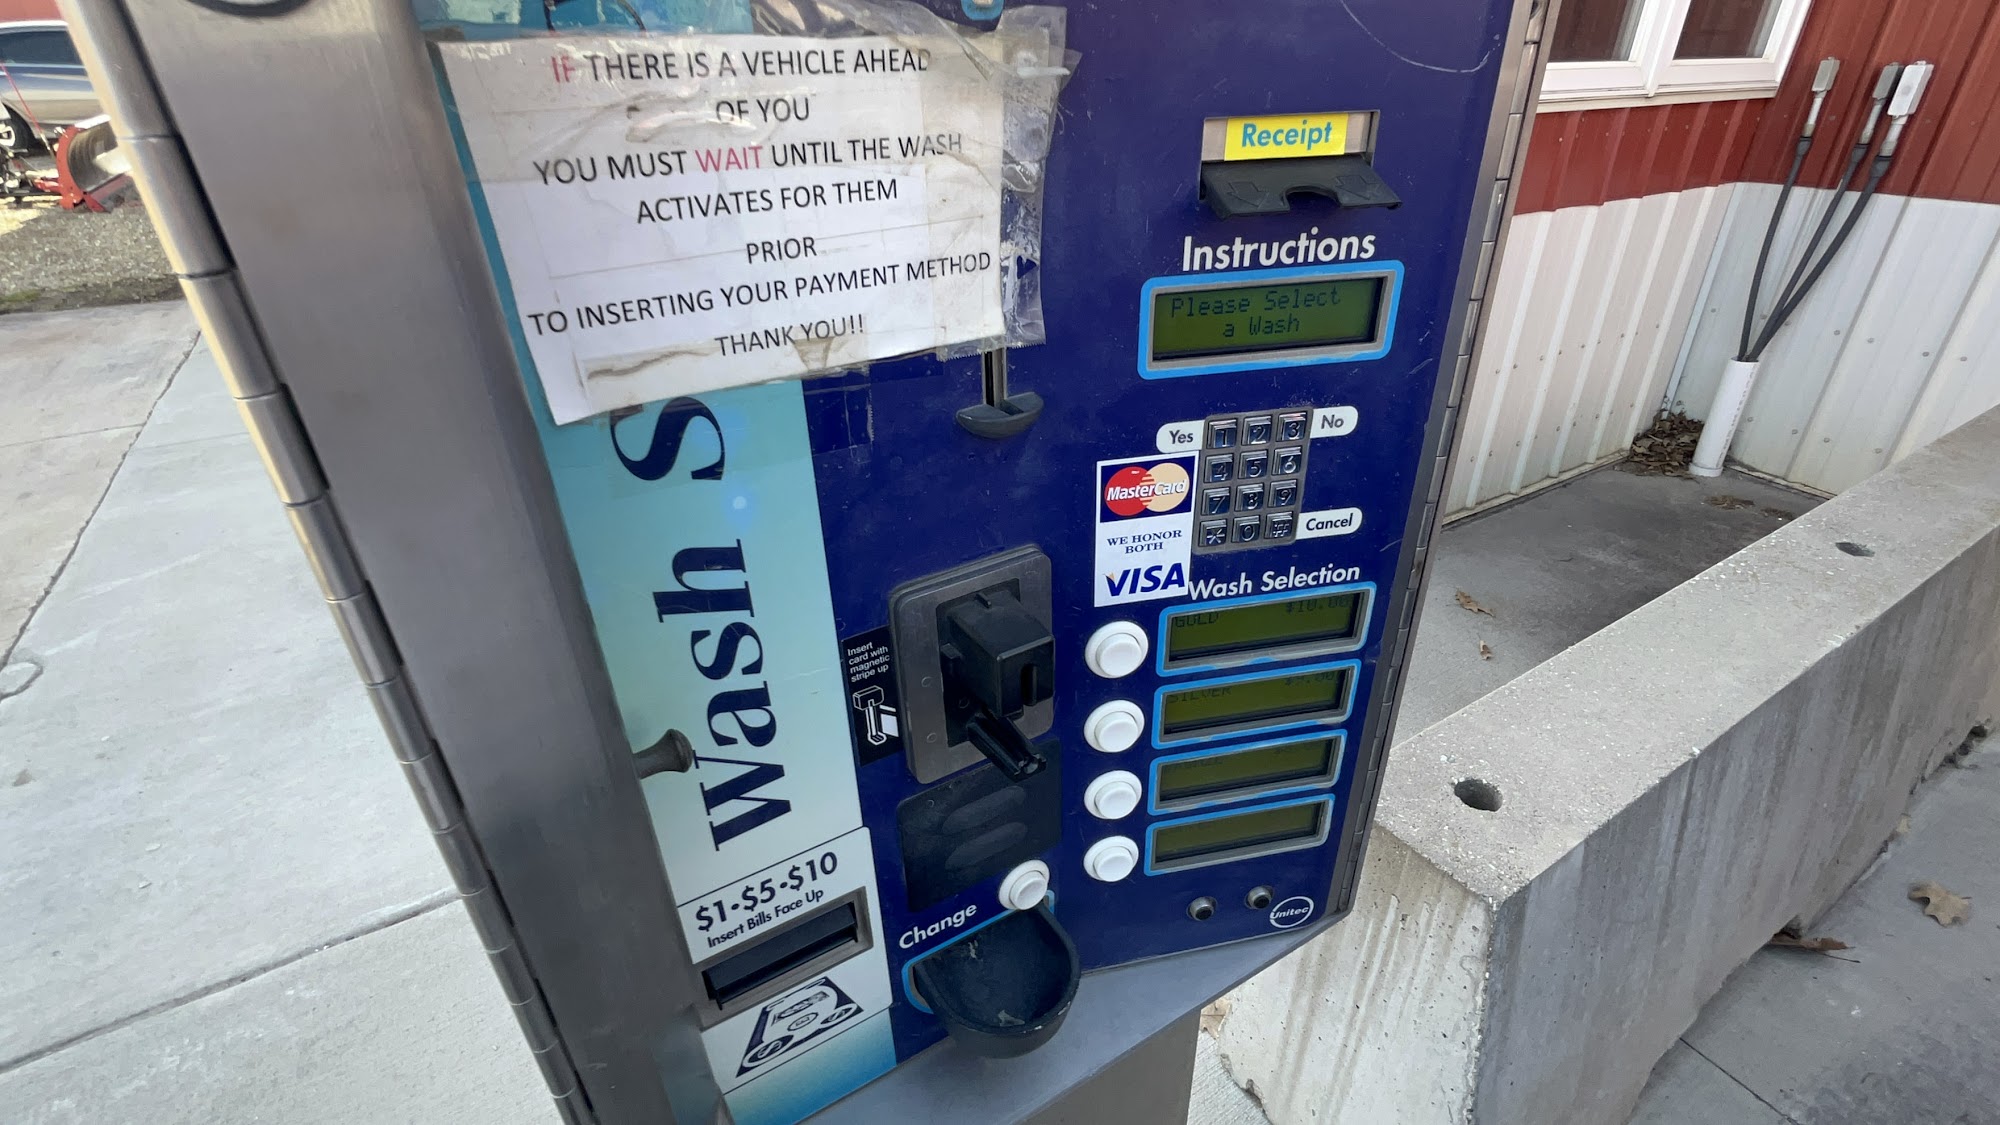 IF THERE IS A VEHICLE AHEAD
OF YOU
YOU MUST WAIT UNTIL THE WASH
ACTIVATES FOR THEM
PRIOR
TO INSERTING YOUR PAYMENT METHOD
THANK YOU!!
Receipt
Instructions
Please Select
a Wash
Yes
1 2 3
No
4 5 6
7 8 9
* 0 #
Cancel
MasterCard
WE HONOR
BOTH
VISA
Wash Selection
$10.00
GOLD
SILVER
Wash S
Insert
card with
magnetic
stripe up
$1-$5-$10
Insert Bills Face Up
Change
Unitec